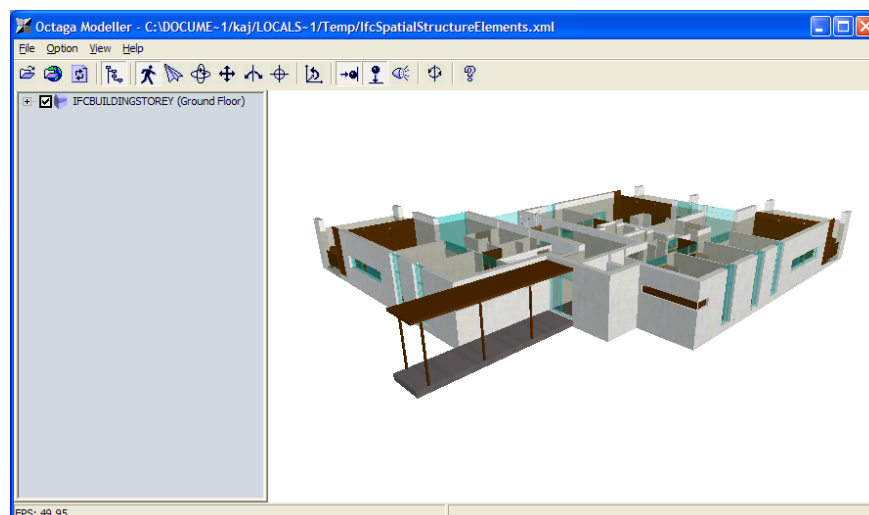 Octaga Modeller - C:\DOCUME~1/kaj/LOCALS~1/Temp/IfcSpatialStructureElements.xml
File Option View Help
IFCBUILDINGSTOREY (Ground Floor)
FPS: 49.95